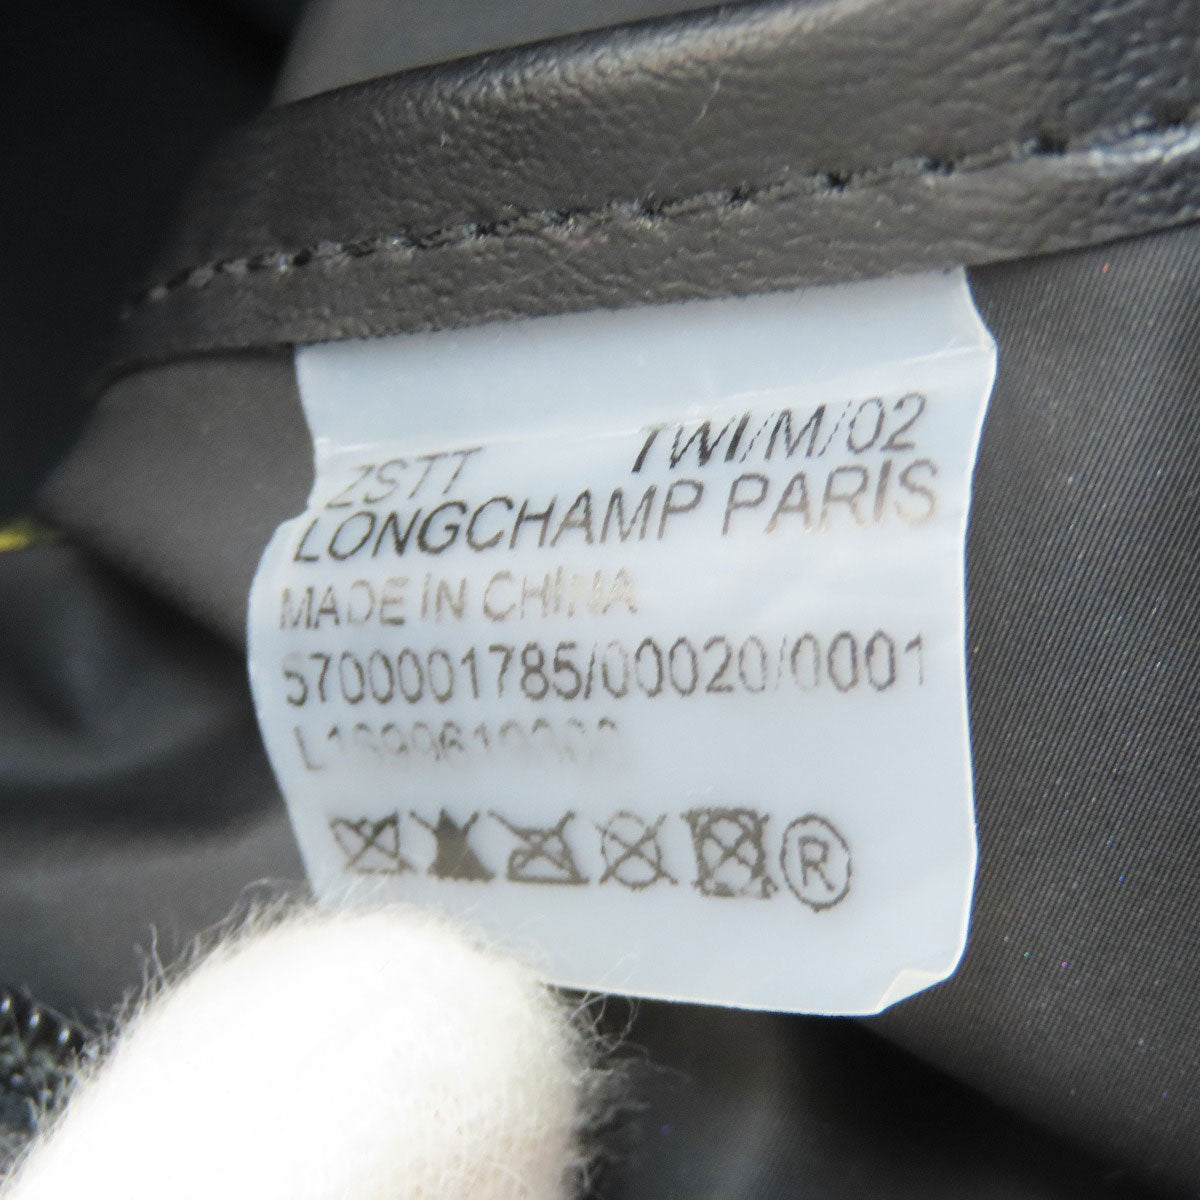 ZSTT TWI/M/02
LONGCHAMP PARIS
MADE IN CHINA
5700001785/00020/0001
®